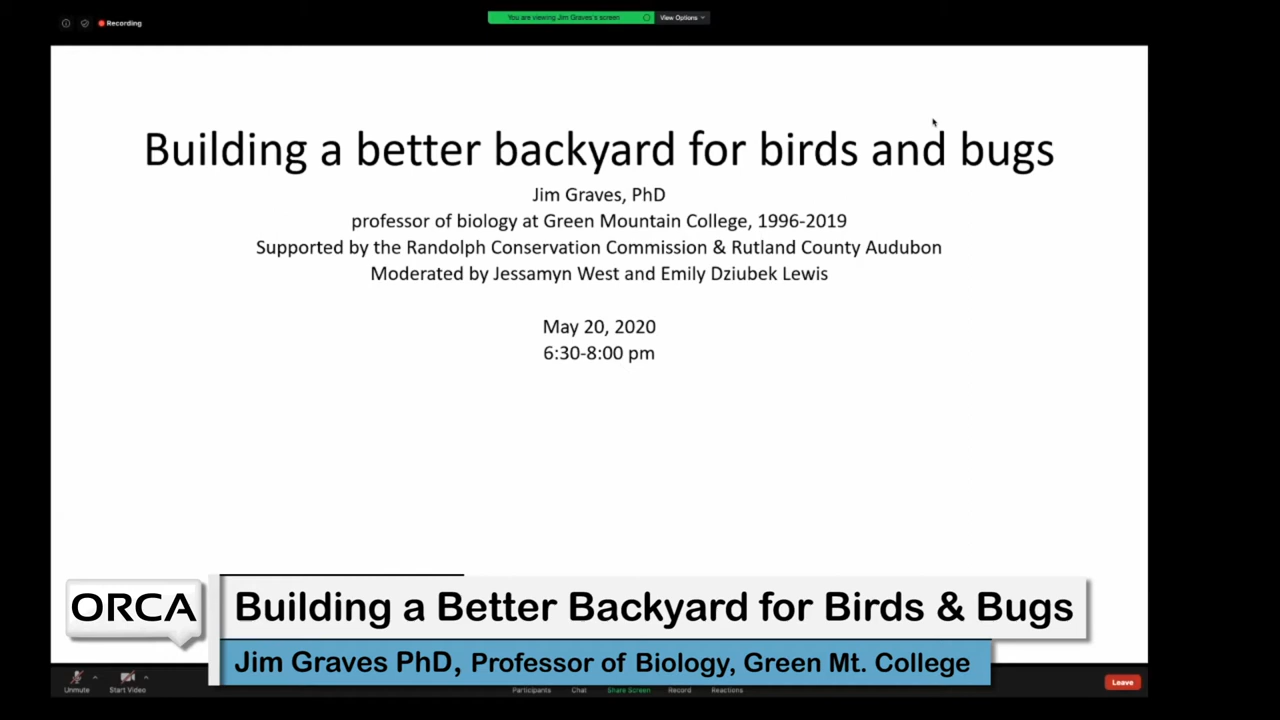 Recording
You are viewing Jim Graves's screen
View Options
Building a better backyard for birds and bugs
Jim Graves, PhD
professor of biology at Green Mountain College, 1996-2019
Supported by the Randolph Conservation Commission & Rutland County Audubon
Moderated by Jessamyn West and Emily Dziubek Lewis
May 20, 2020
6:30-8:00 pm
ORCA
Building a Better Backyard for Birds & Bugs
Jim Graves PhD, Professor of Biology, Green Mt. College
Unmute
Start Video
Participants
Chat
Share Screen
Record
Reactions
Leave